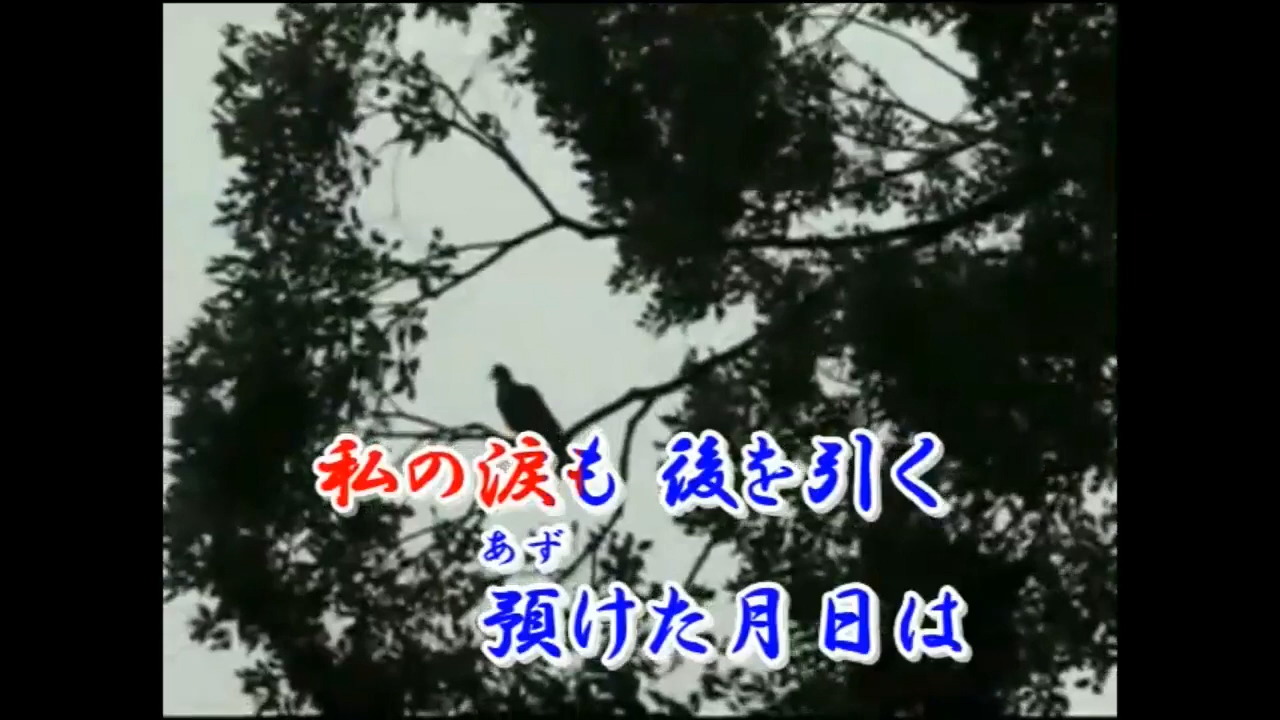 私の涙も 後を引く
あず
預けた月日は